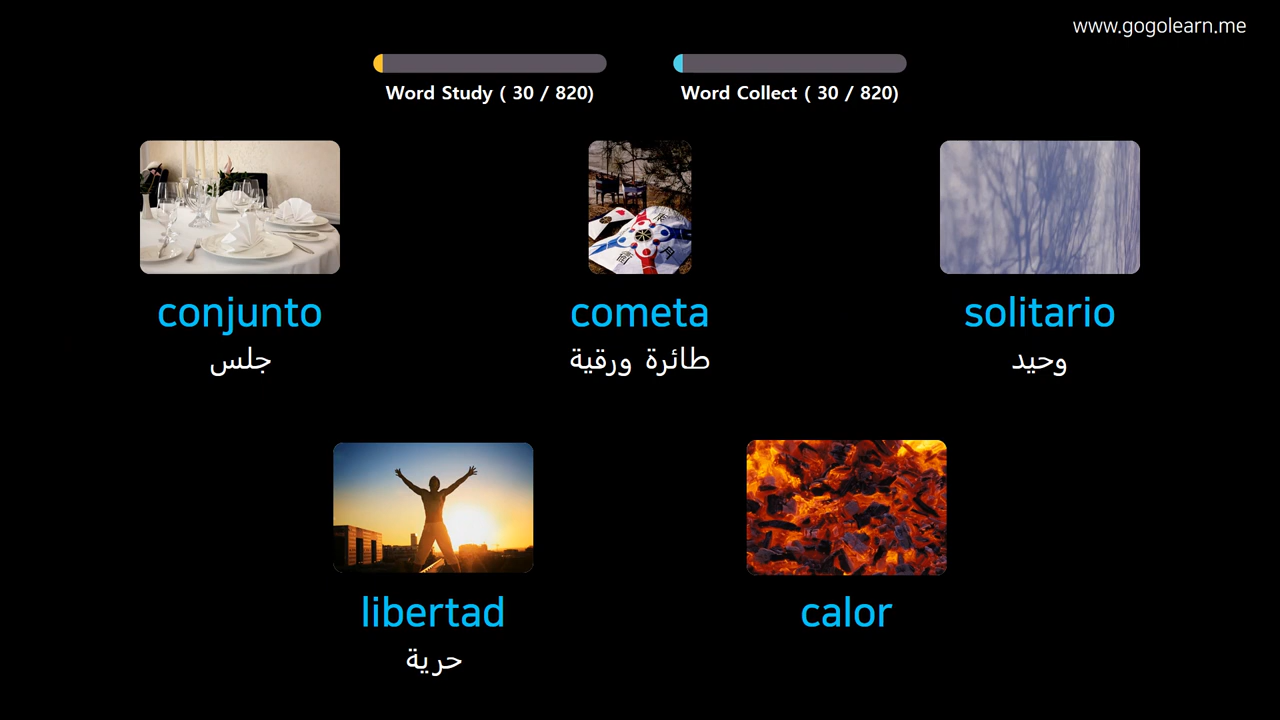 www.gogolearn.me
Word Study ( 30 / 820)
Word Collect ( 30 / 820)
conjunto
جلس
cometa
طائرة ورقية
solitario
وحيد
libertad
حرية
calor